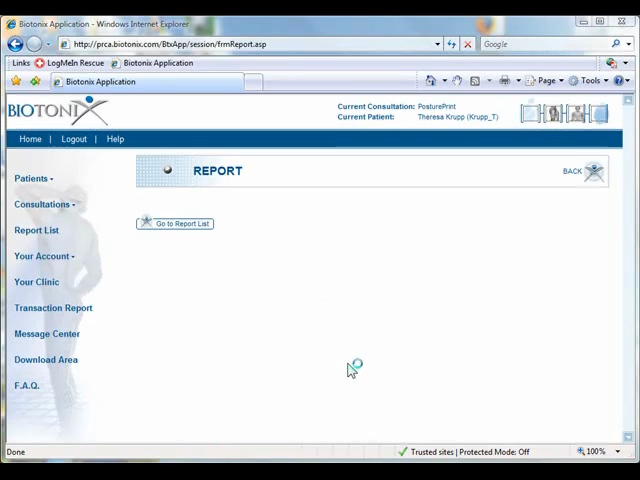 Biotonix Application - Windows Internet Explorer
http://prca.biotonix.com/BtxApp/session/frmReport.asp
Google
Links LogMeIn Rescue Biotonix Application
Biotonix Application
Page Tools
BIOTONIX
Current Consultation: PosturePrint
Current Patient: Theresa Krupp (Krupp_T)
Home | Logout | Help
REPORT
BACK
Patients
Consultations
Go to Report List
Report List
Your Account
Your Clinic
Transaction Report
Message Center
Download Area
F.A.Q.
Done
Trusted sites | Protected Mode: Off
100%